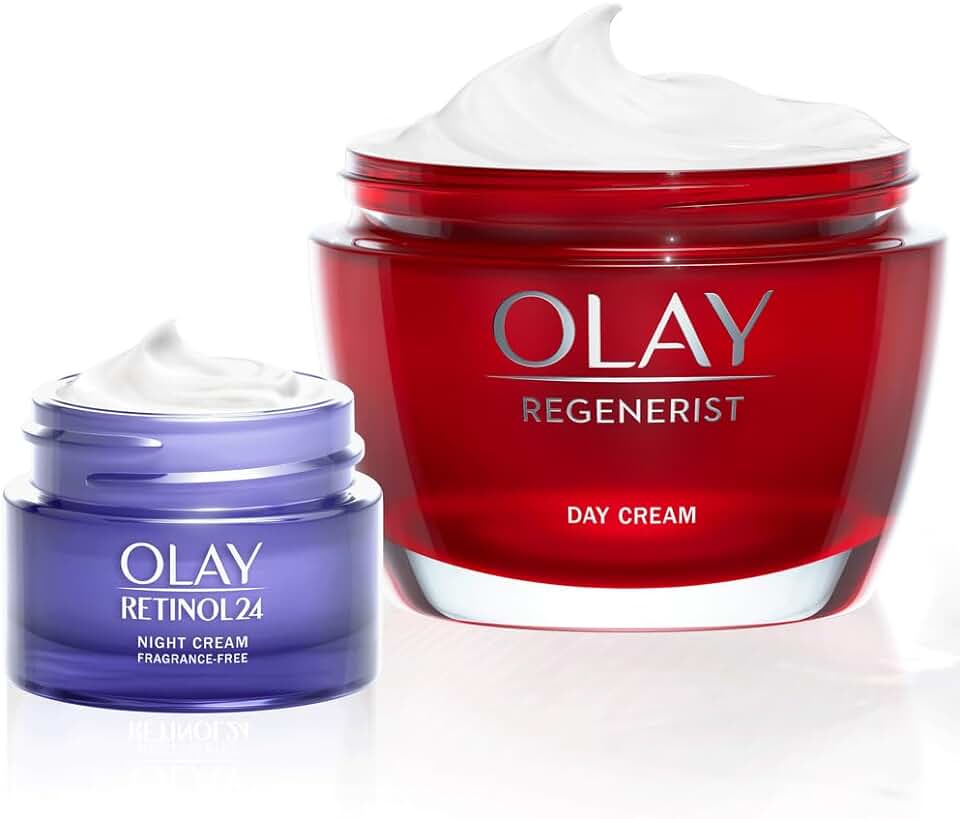 OLAY
REGENERIST
DAY CREAM
OLAY
RETINOL24
NIGHT CREAM
FRAGRANCE-FREE